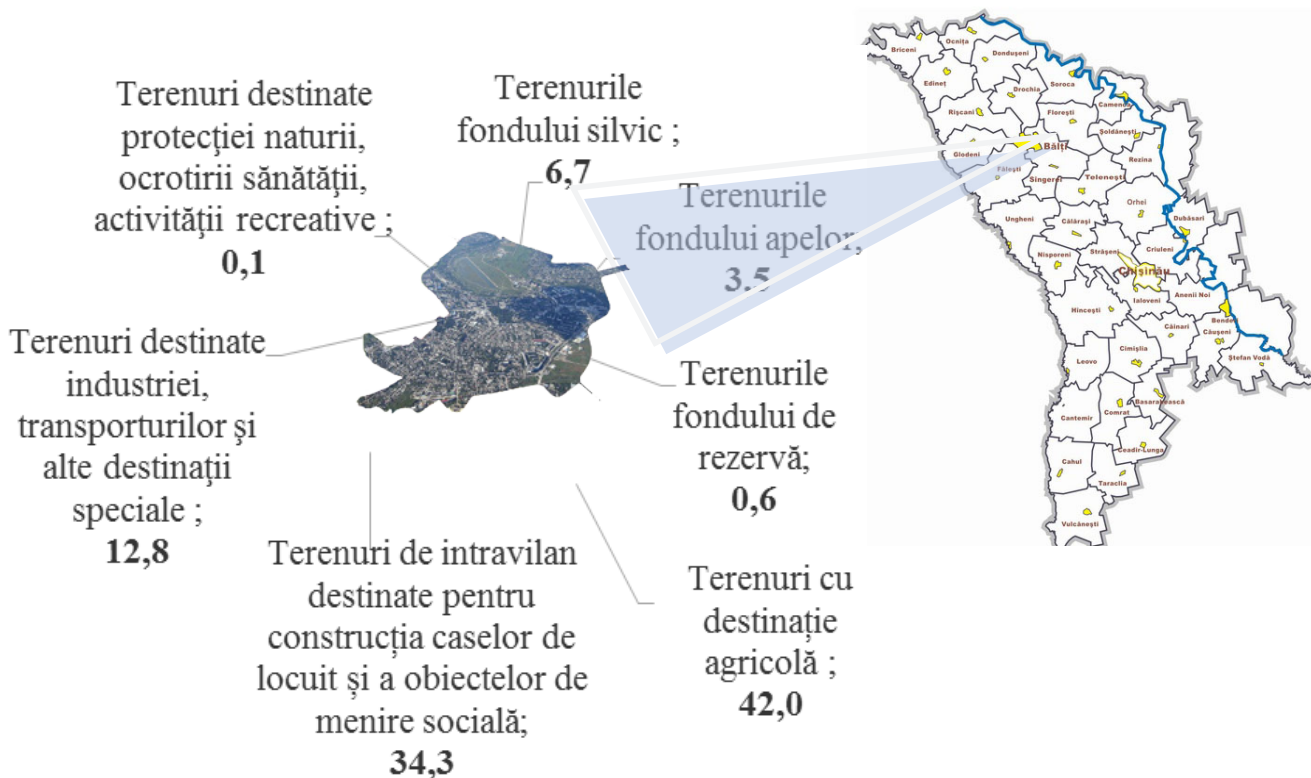 Terenuri destinate
protecţiei naturii,
ocrotirii sănătăţii,
activităţii recreative ;
0,1
Terenurile
fondului silvic ;
6,7
Terenurile
fondului apelor;
3.5
Terenuri destinate
industriei,
transporturilor şi
alte destinaţii
speciale ;
12,8
Terenurile
fondului de
rezervă;
0,6
Terenuri de intravilan
destinate pentru
construcția caselor de
locuit și a obiectelor de
menire socială;
34,3
Terenuri cu
destinație
agricolă ;
42,0
Briceni
Ocniţa
Donduşeni
Edineţ
Drochia
Soroca
Camenca
Rişcani
Floreşti
Şoldăneşti
Glodeni
Bălţi
Rezina
Făleşti
Sîngerei
Teleneşti
Orhei
Ungheni
Călăraşi
Dubăsari
Străşeni
Criuleni
Nisporeni
Chişinău
Ialoveni
Anenii Noi
Hînceşti
Bender
Căinari
Căuşeni
Cimişlia
Ştefan Vodă
Leovo
Basarabească
Cantemir
Comrat
Ceadîr-Lunga
Cahul
Taraclia
Vulcăneşti